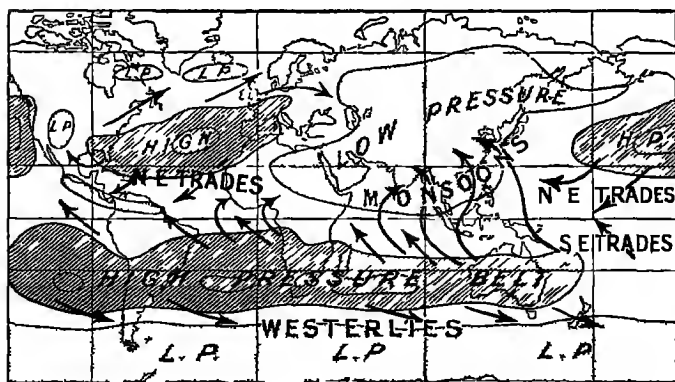 L.P.
L.P.
L P
HIGH
LOW PRESSURE
H P
MONSOONS
N E TRADES
N E TRADES
S E TRADES
HIGH PRESSURE BELT
WESTERLIES
L. P.
L. P
L. P